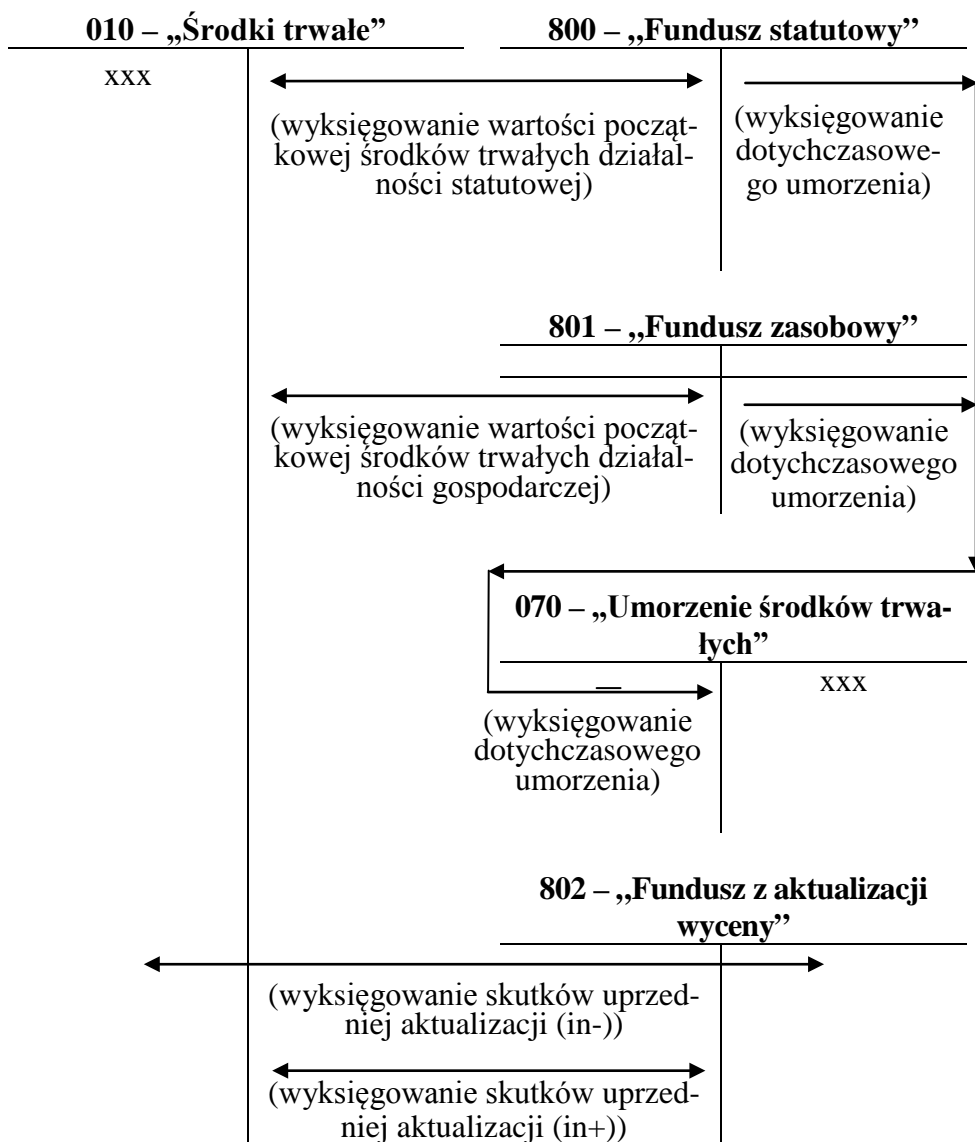 010 – „Środki trwałe”
800 – „Fundusz statutowy”
xxx
(wyksięgowanie wartości począt-
kowej środków trwałych działal-
ności statutowej)
(wyksięgowanie
dotychczasowe-
go umorzenia)
801 – „Fundusz zasobowy”
(wyksięgowanie wartości począt-
kowej środków trwałych działal-
ności gospodarczej)
(wyksięgowanie
dotychczasowego
umorzenia)
070 – „Umorzenie środków trwa-
łych”
xxx
(wyksięgowanie
dotychczasowego
umorzenia)
802 – „Fundusz z aktualizacji
wyceny”
(wyksięgowanie skutków uprzed-
niej aktualizacji (in-))
(wyksięgowanie skutków uprzed-
niej aktualizacji (in+))